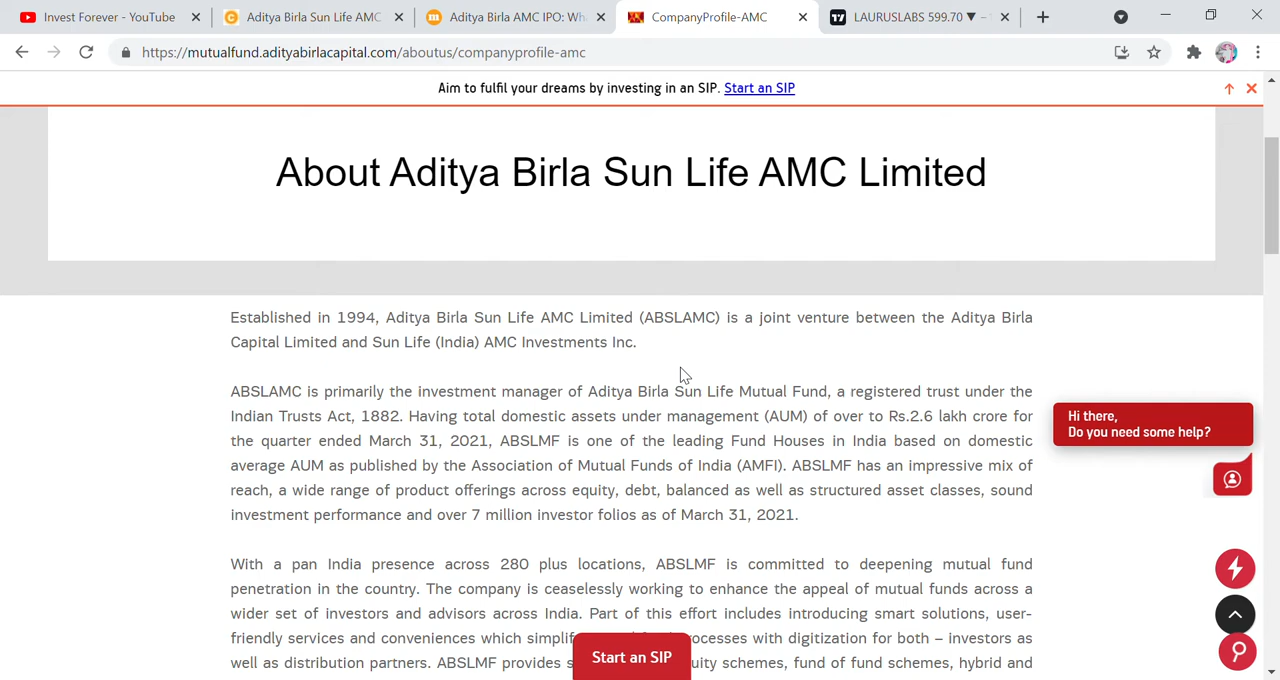 Invest Forever - YouTube
Aditya Birla Sun Life AMC
Aditya Birla AMC IPO: Wh
CompanyProfile-AMC
LAURUSLABS 599.70 ▼ –
https://mutualfund.adityabirlacapital.com/aboutus/companyprofile-amc
Aim to fulfil your dreams by investing in an SIP. Start an SIP
About Aditya Birla Sun Life AMC Limited
Established in 1994, Aditya Birla Sun Life AMC Limited (ABSLAMC) is a joint venture between the Aditya Birla
Capital Limited and Sun Life (India) AMC Investments Inc.
ABSLAMC is primarily the investment manager of Aditya Birla Sun Life Mutual Fund, a registered trust under the
Indian Trusts Act, 1882. Having total domestic assets under management (AUM) of over to Rs.2.6 lakh crore for
the quarter ended March 31, 2021, ABSLMF is one of the leading Fund Houses in India based on domestic
average AUM as published by the Association of Mutual Funds of India (AMFI). ABSLMF has an impressive mix of
reach, a wide range of product offerings across equity, debt, balanced as well as structured asset classes, sound
investment performance and over 7 million investor folios as of March 31, 2021.
Hi there,
Do you need some help?
With a pan India presence across 280 plus locations, ABSLMF is committed to deepening mutual fund
penetration in the country. The company is ceaselessly working to enhance the appeal of mutual funds across a
wider set of investors and advisors across India. Part of this effort includes introducing smart solutions, user-
friendly services and conveniences which simplif rocesses with digitization for both – investors as
well as distribution partners. ABSLMF provides s uity schemes, fund of fund schemes, hybrid and
Start an SIP